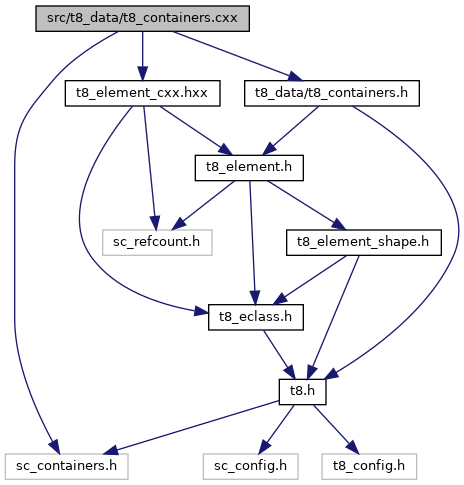 src/t8_data/t8_containers.cxx
t8_element_cxx.hxx
t8_data/t8_containers.h
t8_element.h
sc_refcount.h
t8_element_shape.h
t8_eclass.h
t8.h
sc_containers.h
sc_config.h
t8_config.h